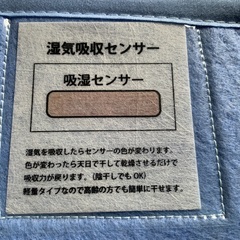 湿気吸収センサー
吸湿センサー
湿気を吸収したらセンサーの色が変わります。
色が変わったら天日で干して乾燥させるだけで
吸収力が戻ります。(陰干しでもOK)
軽量タイプなので高齢の方でも簡単に干せます。